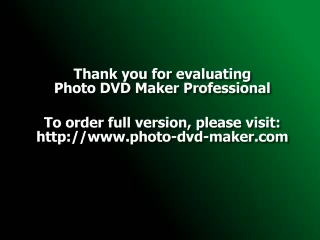 Thank you for evaluating
Photo DVD Maker Professional
To order full version, please visit:
http://www.photo-dvd-maker.com